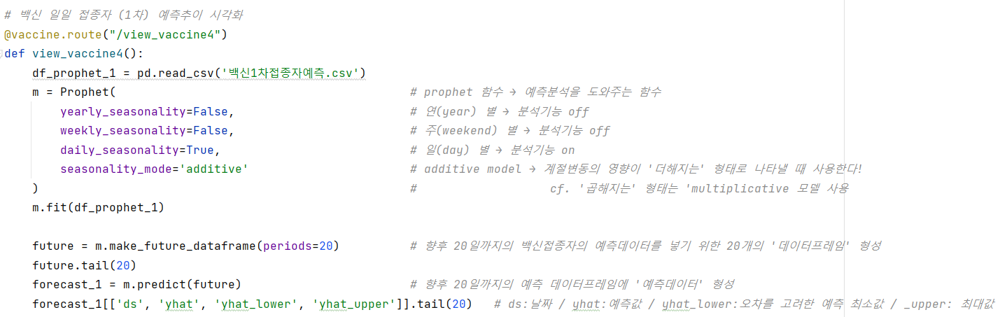 # 백신 일일 접종자 (1차) 예측추이 시각화
@vaccine.route("/view_vaccine4")
def view_vaccine4():
    df_prophet_1 = pd.read_csv('백신1차접종자예측.csv')
    m = Prophet(                                          # prophet 함수 → 예측분석을 도와주는 함수
        yearly_seasonality=False,                         # 연(year) 별 → 분석기능 off
        weekly_seasonality=False,                         # 주(weekend) 별 → 분석기능 off
        daily_seasonality=True,                           # 일(day) 별 → 분석기능 on
        seasonality_mode='additive'                       # additive model → 계절변동의 영향이 '더해지는' 형태로 나타낼 때 사용한다!
    )                                                     #                   cf. '곱해지는' 형태는 'multiplicative 모델 사용
    m.fit(df_prophet_1)
    future = m.make_future_dataframe(periods=20)          # 향후 20일까지의 백신접종자의 예측데이터를 넣기 위한 20개의 '데이터프레임' 형성
    future.tail(20)
    forecast_1 = m.predict(future)                        # 향후 20일까지의 예측 데이터프레임에 '예측데이터' 형성
    forecast_1[['ds', 'yhat', 'yhat_lower', 'yhat_upper']].tail(20)   # ds:날짜 / yhat:예측값 / yhat_lower:오차를 고려한 예측 최소값 / _upper: 최대값